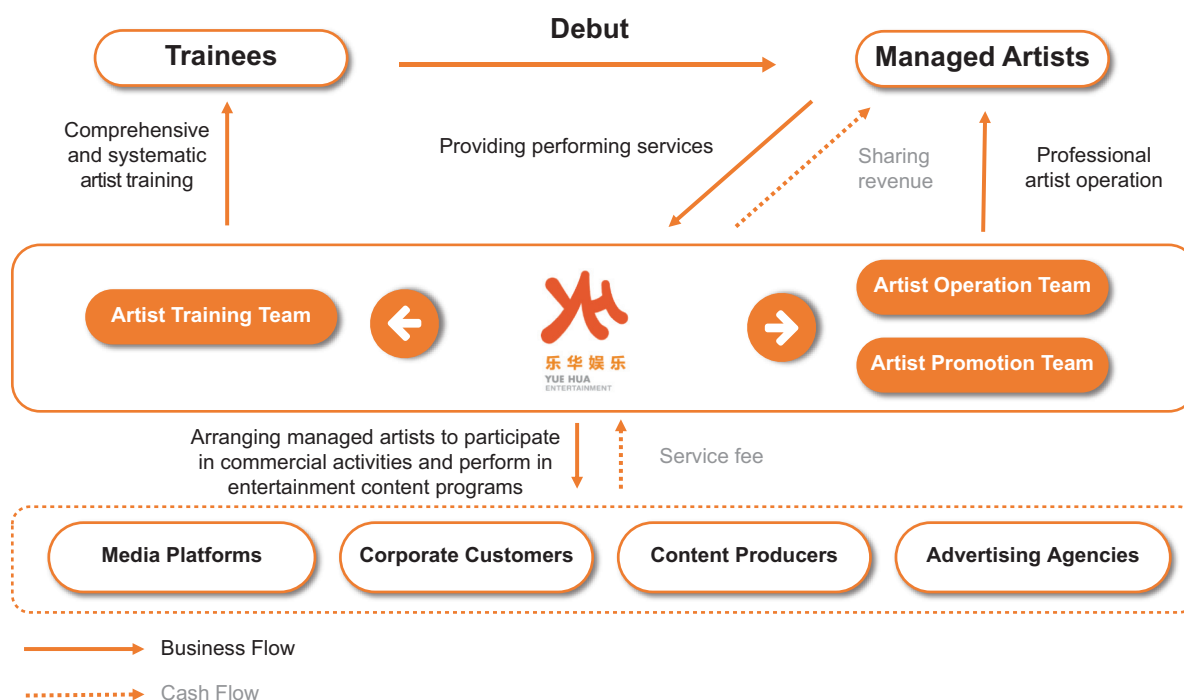 Debut
Trainees
Managed Artists
Comprehensive
and systematic
artist training
Providing performing services
Sharing
revenue
Professional
artist operation
Artist Training Team
乐华娱乐
YUE HUA
ENTERTAINMENT
Artist Operation Team
Artist Promotion Team
Arranging managed artists to participate
in commercial activities and perform in
entertainment content programs
Service fee
Media Platforms
Corporate Customers
Content Producers
Advertising Agencies
Business Flow
Cash Flow